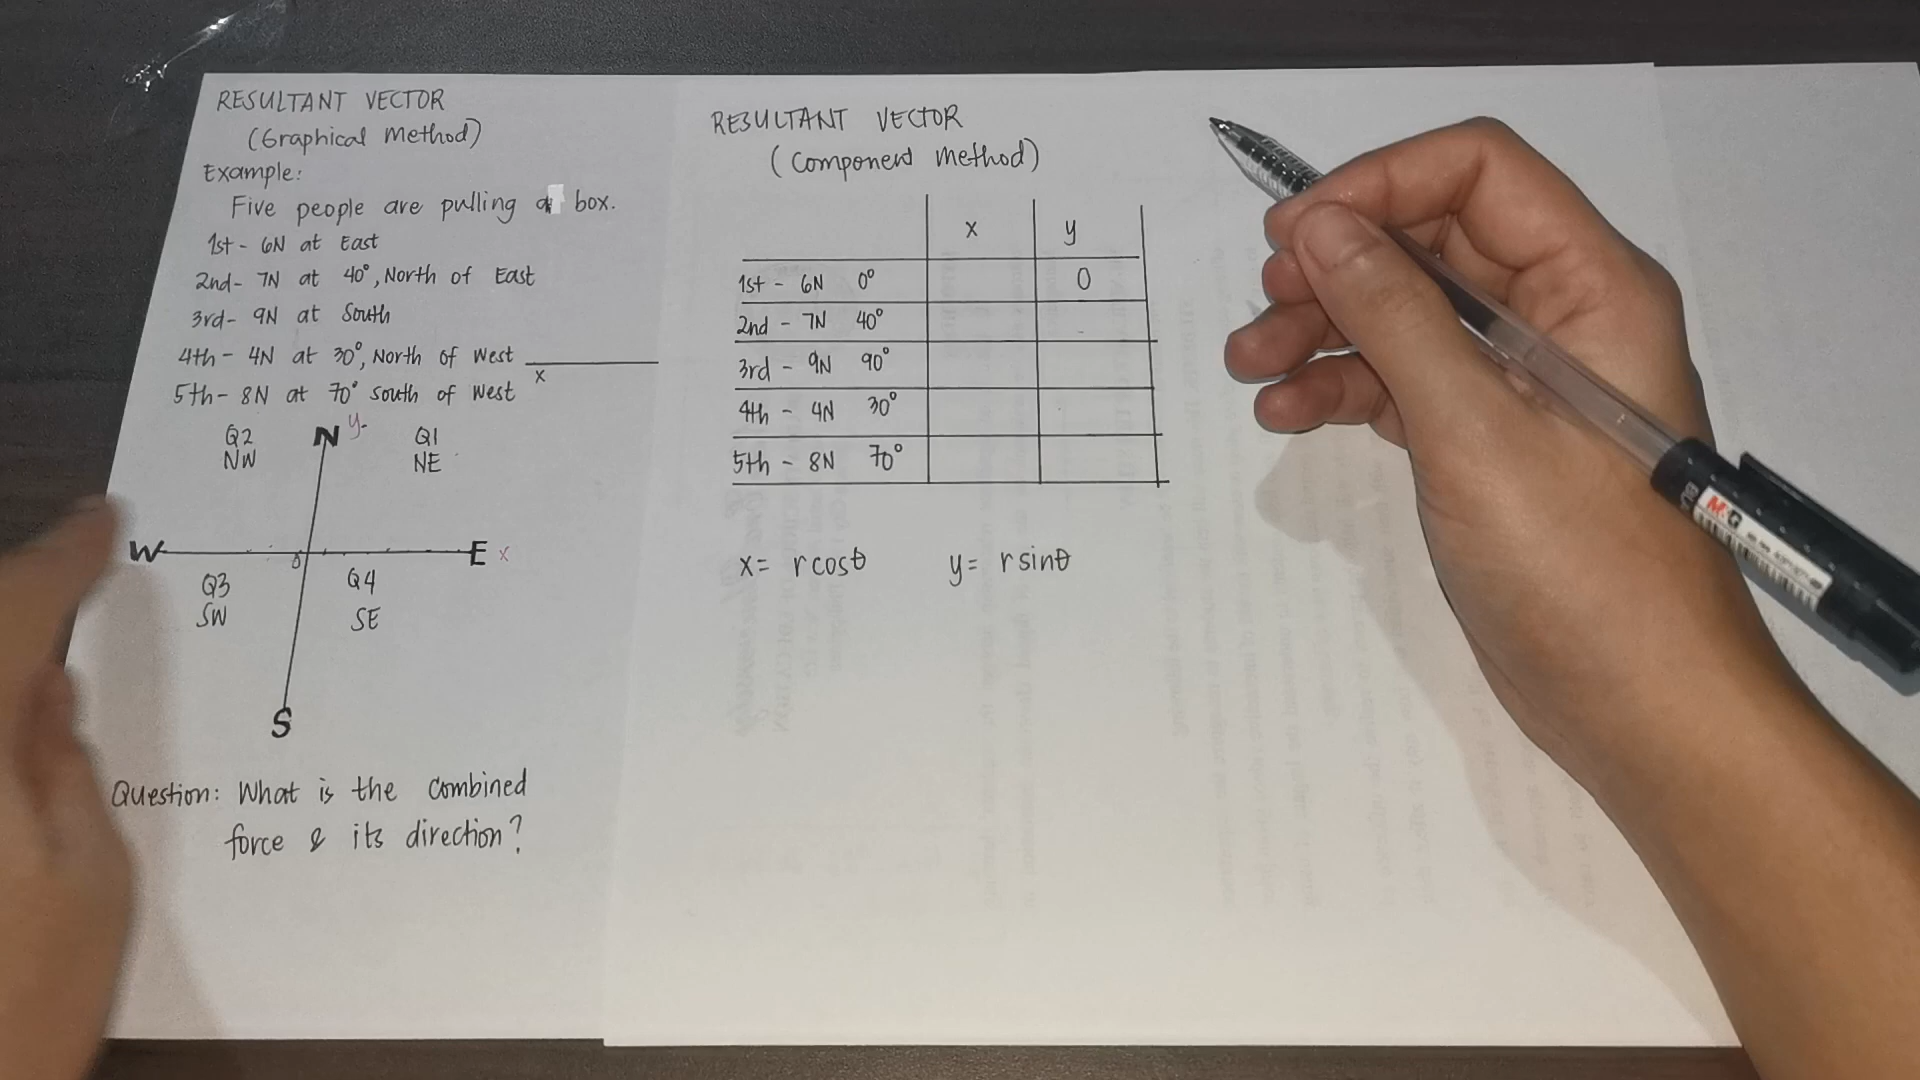 RESULTANT VECTOR
(Graphical Method)
Example:
Five people are pulling a box.
1st - 6N at East
2nd- 7N at 40°, North of East
3rd- 9N at South
4th - 4N at 30°, North of West
x
5th- 8N at 70° South of West
Q2
NW
N y
Q1
NE
W
E x
Q3
SW
Q4
SE
S
Question: What is the combined
force & its direction?
RESULTANT VECTOR
(Component Method)
x y
1st - 6N 0° 0
2nd - 7N 40°
3rd - 9N 90°
4th - 4N 30°
5th - 8N 70°
x= rcosθ y= rsinθ
M&G